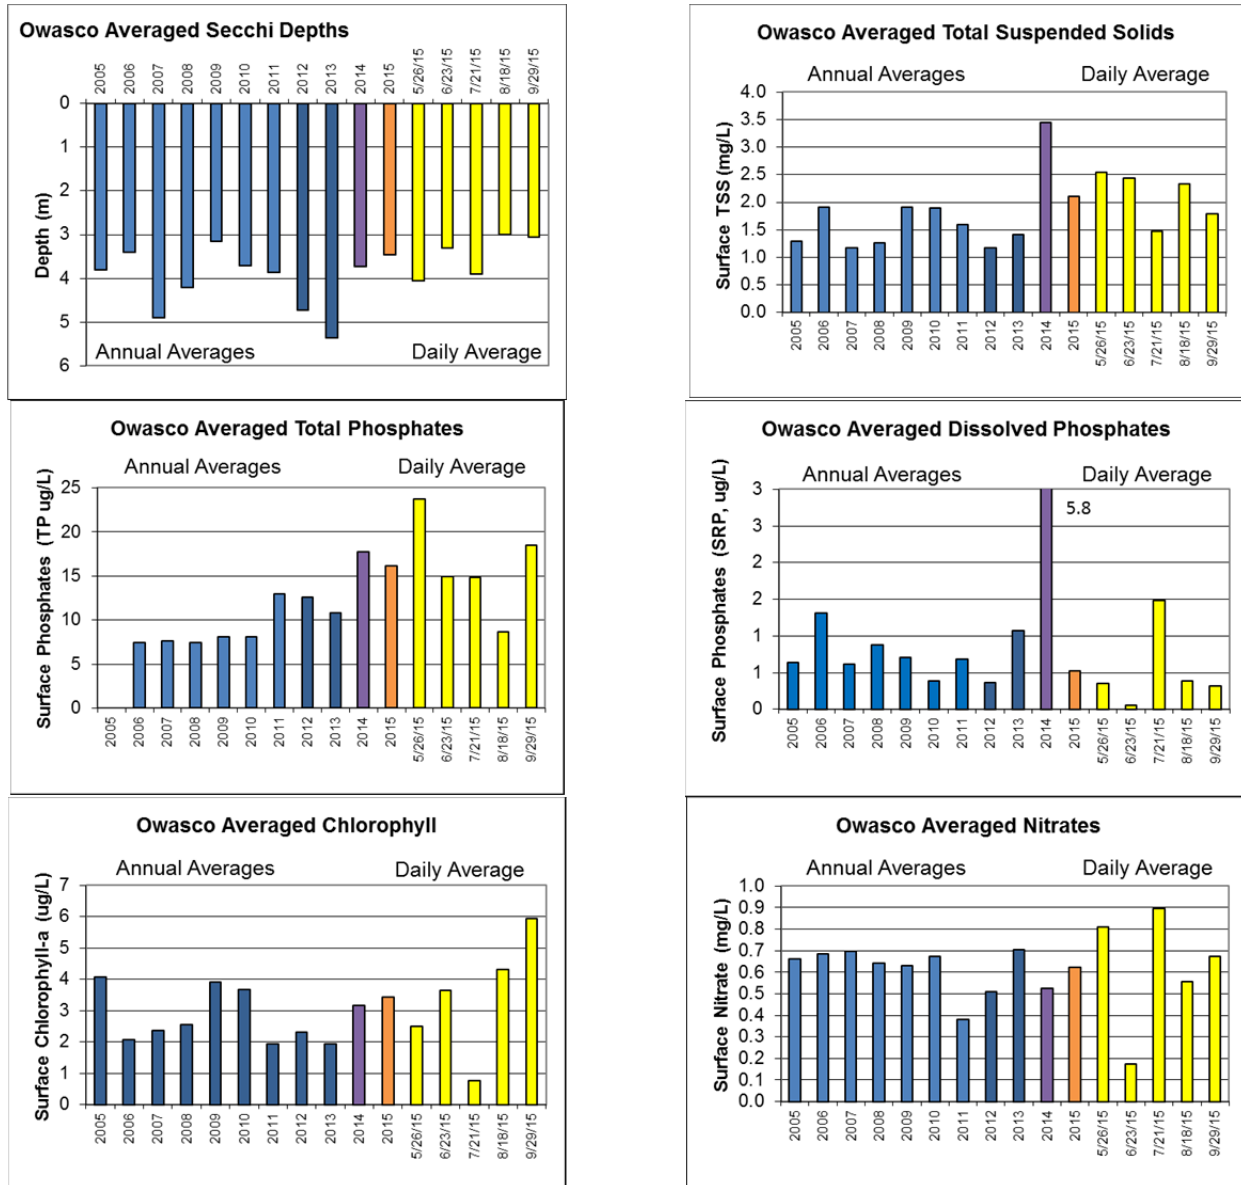 Owasco Averaged Secchi Depths
2005 2006 2007 2008 2009 2010 2011 2012 2013 2014 2015 5/26/15 6/23/15 7/21/15 8/18/15 9/29/15
0
1
2
3
4
5
6
Depth (m)
Annual Averages Daily Average
Owasco Averaged Total Suspended Solids
Annual Averages Daily Average
4.0
3.5
3.0
2.5
2.0
1.5
1.0
0.5
0.0
Surface TSS (mg/L)
2005 2006 2007 2008 2009 2010 2011 2012 2013 2014 2015 5/26/15 6/23/15 7/21/15 8/18/15 9/29/15
Owasco Averaged Total Phosphates
Annual Averages Daily Average
25
20
15
10
5
0
Surface Phosphates (TP ug/L)
2005 2006 2007 2008 2009 2010 2011 2012 2013 2014 2015 5/26/15 6/23/15 7/21/15 8/18/15 9/29/15
Owasco Averaged Dissolved Phosphates
Annual Averages Daily Average
3
3
2
2
1
1
0
5.8
Surface Phosphates (SRP, ug/L)
2005 2006 2007 2008 2009 2010 2011 2012 2013 2014 2015 5/26/15 6/23/15 7/21/15 8/18/15 9/29/15
Owasco Averaged Chlorophyll
Annual Averages Daily Average
7
6
5
4
3
2
1
0
Surface Chlorophyll-a (ug/L)
2005 2006 2007 2008 2009 2010 2011 2012 2013 2014 2015 5/26/15 6/23/15 7/21/15 8/18/15 9/29/15
Owasco Averaged Nitrates
Annual Averages Daily Average
1.0
0.9
0.8
0.7
0.6
0.5
0.4
0.3
0.2
0.1
0.0
Surface Nitrate (mg/L)
2005 2006 2007 2008 2009 2010 2011 2012 2013 2014 2015 5/26/15 6/23/15 7/21/15 8/18/15 9/29/15